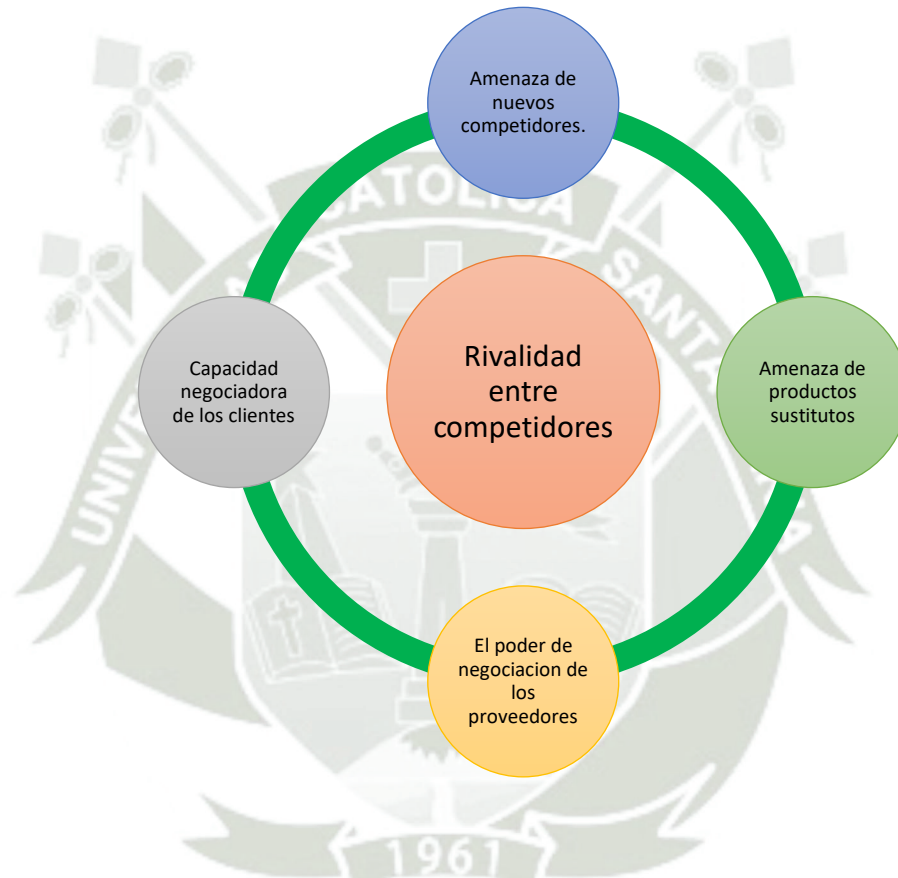 Amenaza de
nuevos
competidores.
CATOLICA
UNIVE
SANTA
Capacidad
negociadora
de los clientes
Rivalidad
entre
competidores
Amenaza de
productos
sustitutos
El poder de
negociacion de
los
proveedores
1961